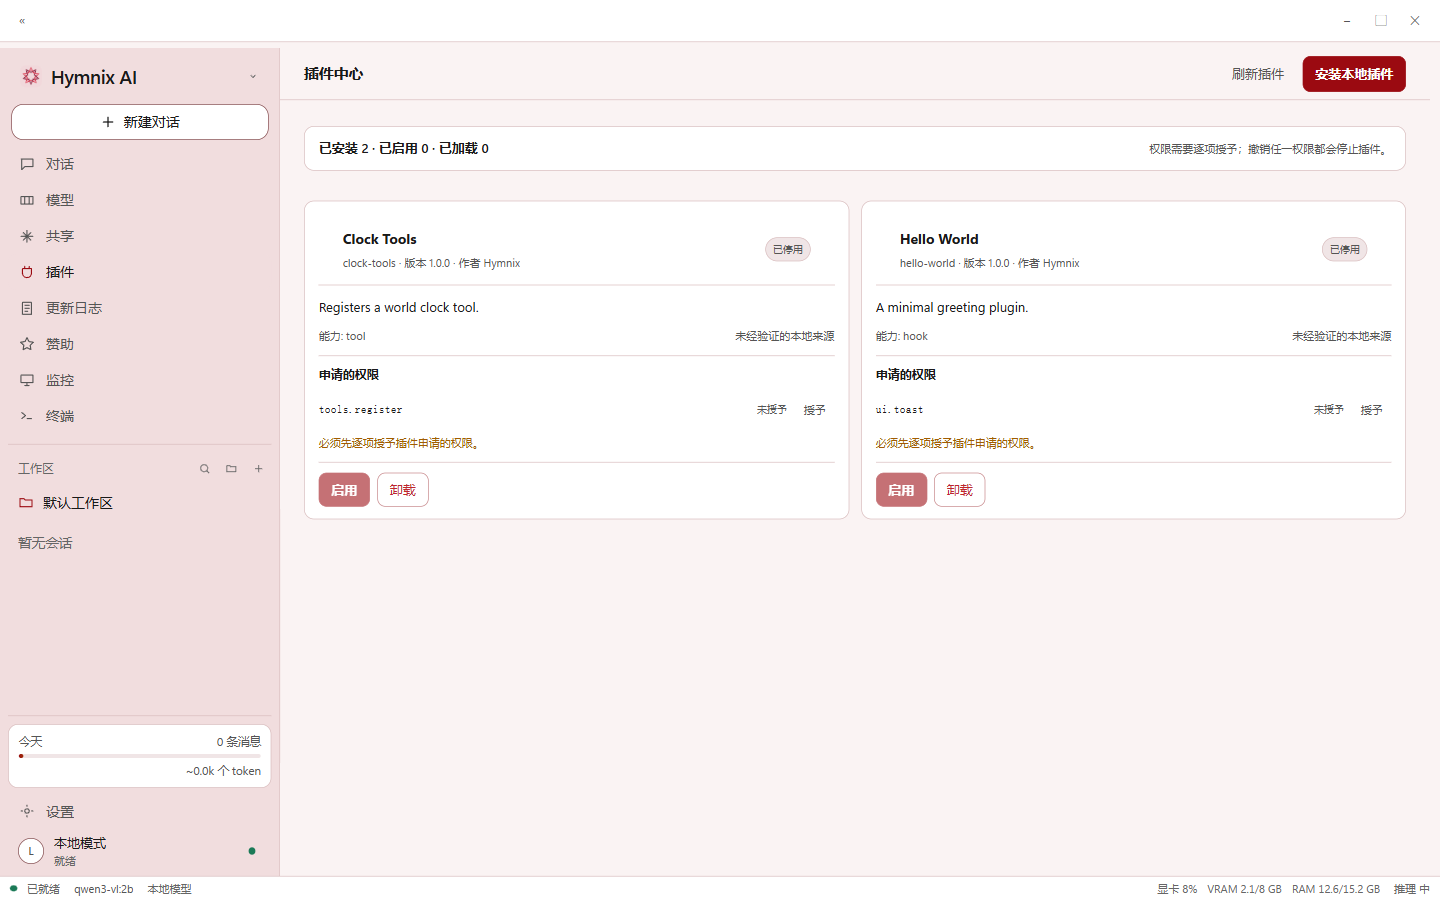 «
Hymnix AI
新建对话
对话
模型
共享
插件
更新日志
赞助
监控
终端
工作区
默认工作区
暂无会话
今天 0 条消息
~0.0k 个 token
设置
L
本地模式
就绪
插件中心
刷新插件
安装本地插件
已安装 2 · 已启用 0 · 已加载 0
权限需要逐项授予；撤销任一权限都会停止插件。
Clock Tools
clock-tools · 版本 1.0.0 · 作者 Hymnix
已停用
Registers a world clock tool.
能力: tool
未经验证的本地来源
申请的权限
tools.register
未授予 授予
必须先逐项授予插件申请的权限。
启用 卸载
Hello World
hello-world · 版本 1.0.0 · 作者 Hymnix
已停用
A minimal greeting plugin.
能力: hook
未经验证的本地来源
申请的权限
ui.toast
未授予 授予
必须先逐项授予插件申请的权限。
启用 卸载
已就绪 qwen3-vl:2b 本地模型
显卡 8% VRAM 2.1/8 GB RAM 12.6/15.2 GB 推理 中